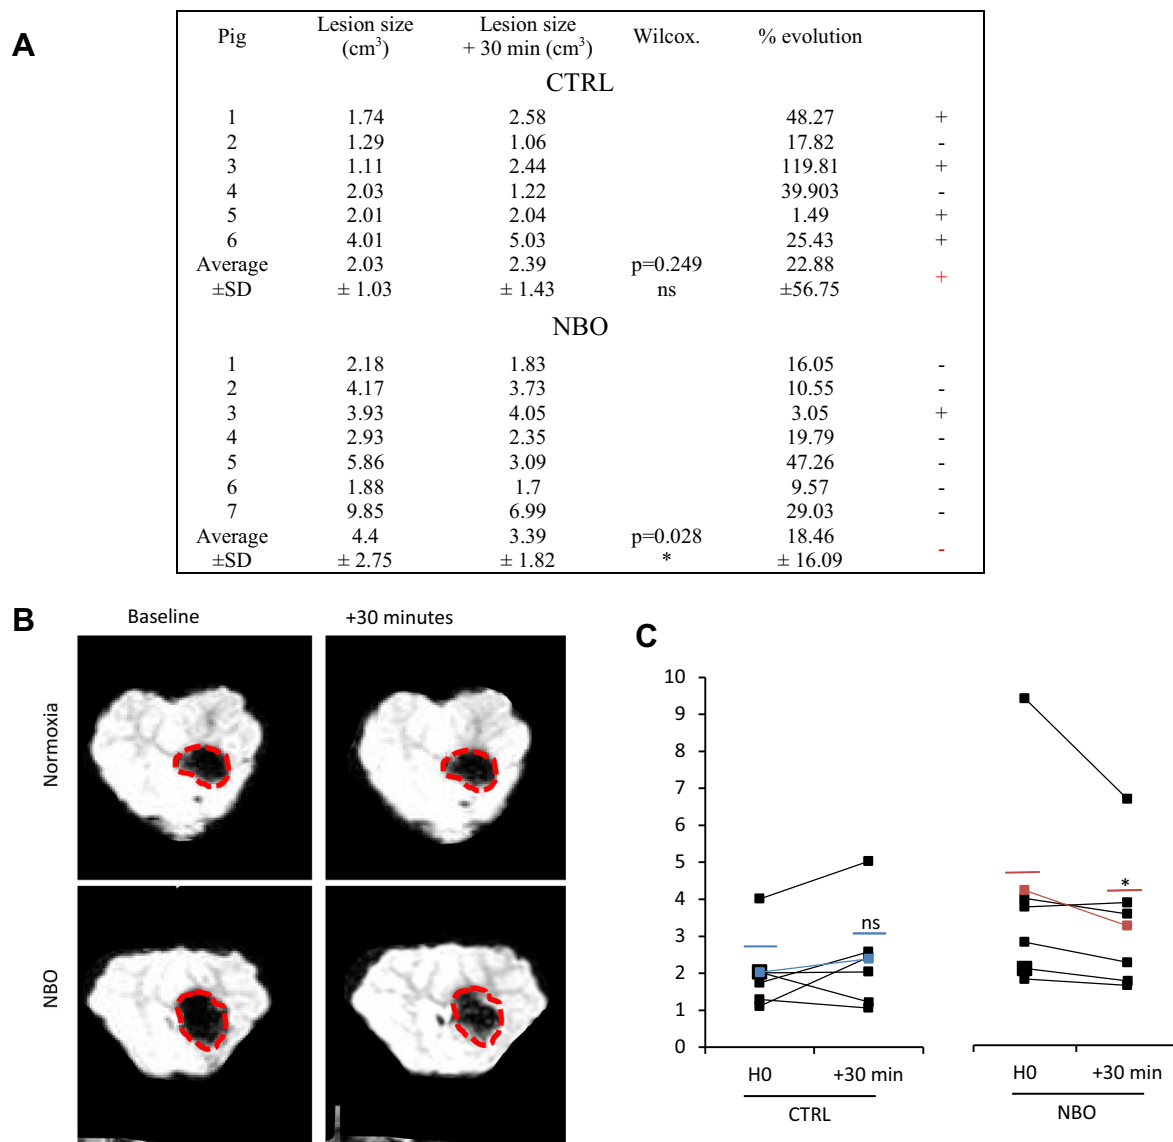 A
Pig Lesion size (cm³) Lesion size + 30 min (cm³) Wilcox. % evolution
CTRL
1 1.74 2.58 48.27 +
2 1.29 1.06 17.82 -
3 1.11 2.44 119.81 +
4 2.03 1.22 39.903 -
5 2.01 2.04 1.49 +
6 4.01 5.03 25.43 +
Average 2.03 2.39 p=0.249 22.88 +
±SD ± 1.03 ± 1.43 ns ±56.75
NBO
1 2.18 1.83 16.05 -
2 4.17 3.73 10.55 -
3 3.93 4.05 3.05 +
4 2.93 2.35 19.79 -
5 5.86 3.09 47.26 -
6 1.88 1.7 9.57 -
7 9.85 6.99 29.03 -
Average 4.4 3.39 p=0.028 18.46 -
±SD ± 2.75 ± 1.82 * ± 16.09
B
Baseline +30 minutes
Normoxia
NBO
C
10
9
8
7
6
5
4
3
2
1
0
ns
*
H0 +30 min H0 +30 min
CTRL NBO